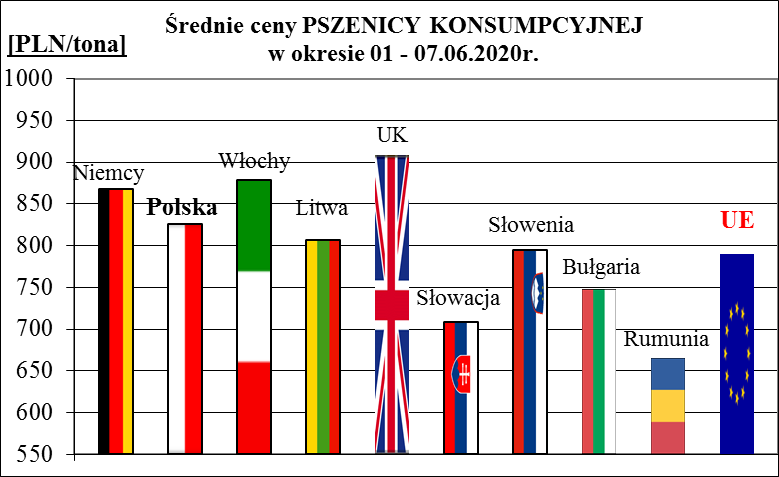 Średnie ceny PSZENICY KONSUMPCYJNEJ
w okresie 01 - 07.06.2020r.
[PLN/tona]
1000
950
900
850
800
750
700
650
600
550
Niemcy
Polska
Włochy
Litwa
UK
Słowacja
Słowenia
Bułgaria
Rumunia
UE